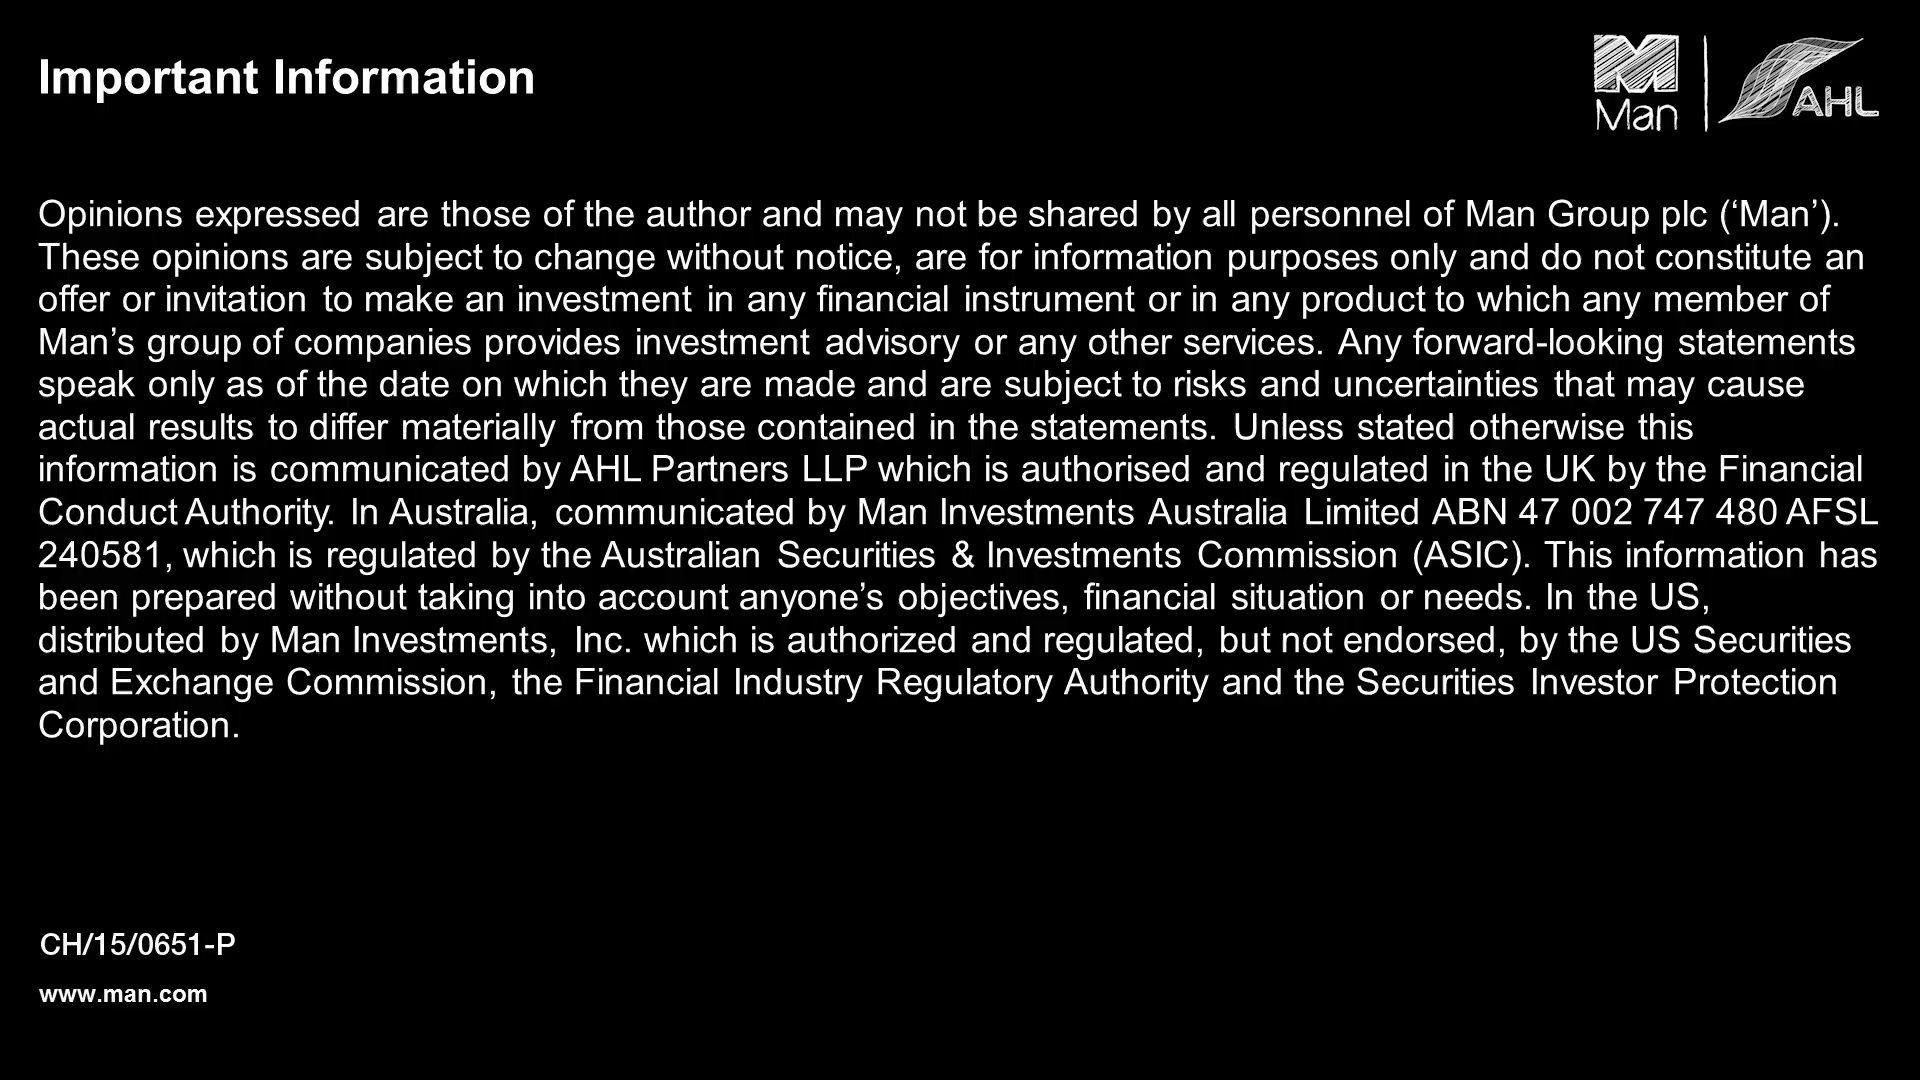 Important Information
Man
AHL
Opinions expressed are those of the author and may not be shared by all personnel of Man Group plc (‘Man’).
These opinions are subject to change without notice, are for information purposes only and do not constitute an
offer or invitation to make an investment in any financial instrument or in any product to which any member of
Man’s group of companies provides investment advisory or any other services. Any forward-looking statements
speak only as of the date on which they are made and are subject to risks and uncertainties that may cause
actual results to differ materially from those contained in the statements. Unless stated otherwise this
information is communicated by AHL Partners LLP which is authorised and regulated in the UK by the Financial
Conduct Authority. In Australia, communicated by Man Investments Australia Limited ABN 47 002 747 480 AFSL
240581, which is regulated by the Australian Securities & Investments Commission (ASIC). This information has
been prepared without taking into account anyone’s objectives, financial situation or needs. In the US,
distributed by Man Investments, Inc. which is authorized and regulated, but not endorsed, by the US Securities
and Exchange Commission, the Financial Industry Regulatory Authority and the Securities Investor Protection
Corporation.
CH/15/0651-P
www.man.com